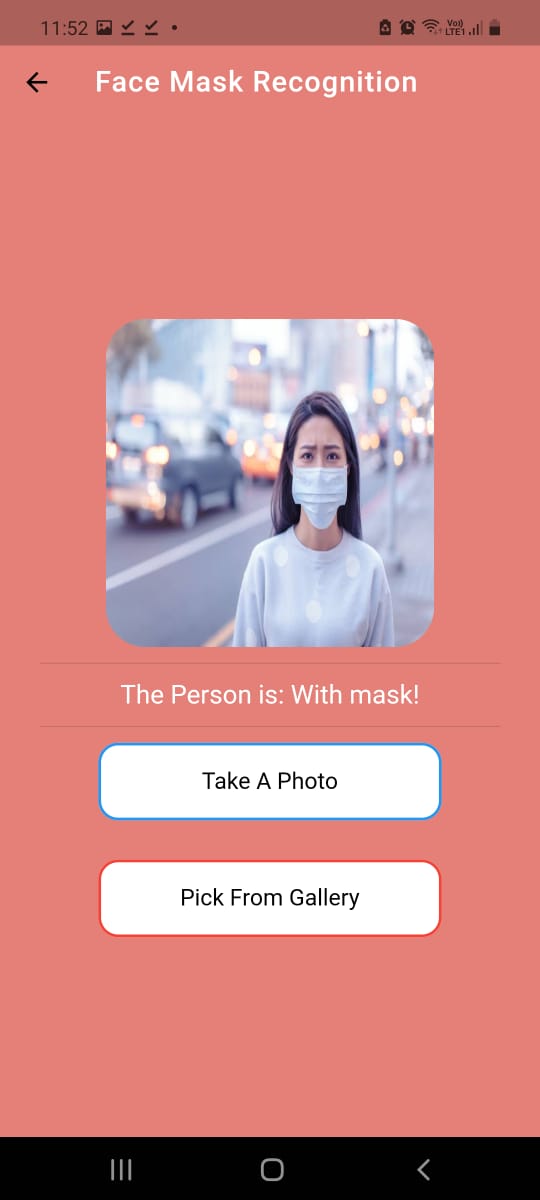 11:52
Vo))
LTE1
Face Mask Recognition
The Person is: With mask!
Take A Photo
Pick From Gallery